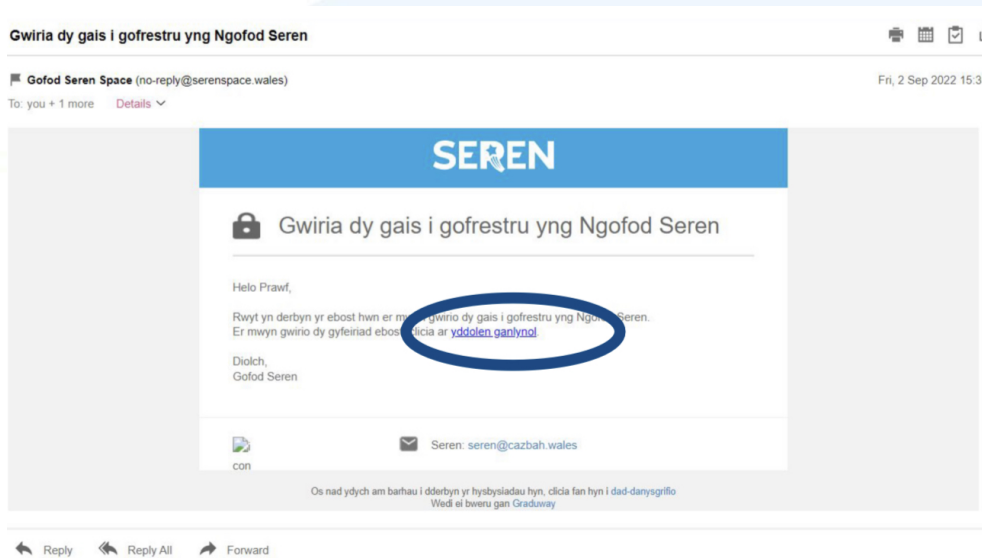 Gwiria dy gais i gofrestru yng Ngofod Seren
Gofod Seren Space (no-reply@serenspace.wales)
Fri, 2 Sep 2022 15:3
To: you + 1 more Details
SEREN
Gwiria dy gais i gofrestru yng Ngofod Seren
Helo Prawf,
Rwyt yn derbyn yr ebost hwn er gwirio dy gais i gofrestru yng Seren.
Er mwyn gwirio dy gyfeiriad ebost clicia ar yddolen ganlynol.
Diolch,
Gofod Seren
con
Seren: seren@cazbah.wales
Os nad ydych am barhau i dderbyn yr hysbysiadau hyn, clicia fan hyn i dad-danysgrifio
Wedi ei bweru gan Graduway
Reply Reply All Forward